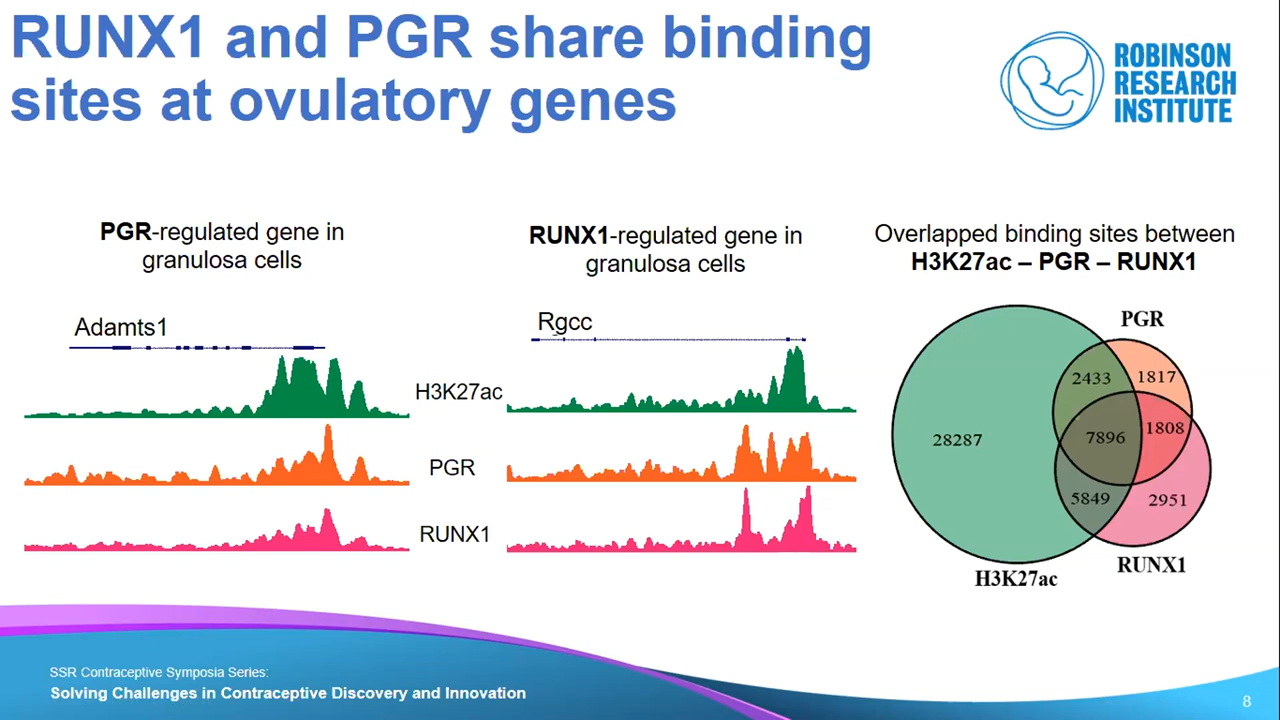 RUNX1 and PGR share binding
sites at ovulatory genes
ROBINSON
RESEARCH
INSTITUTE
PGR-regulated gene in
granulosa cells
Adamts1
RUNX1-regulated gene in
granulosa cells
Rgcc
H3K27ac
PGR
RUNX1
Overlapped binding sites between
H3K27ac – PGR – RUNX1
PGR
2433
1817
28287
7896
1808
5849
2951
RUNX1
H3K27ac
SSR Contraceptive Symposia Series:
Solving Challenges in Contraceptive Discovery and Innovation
8